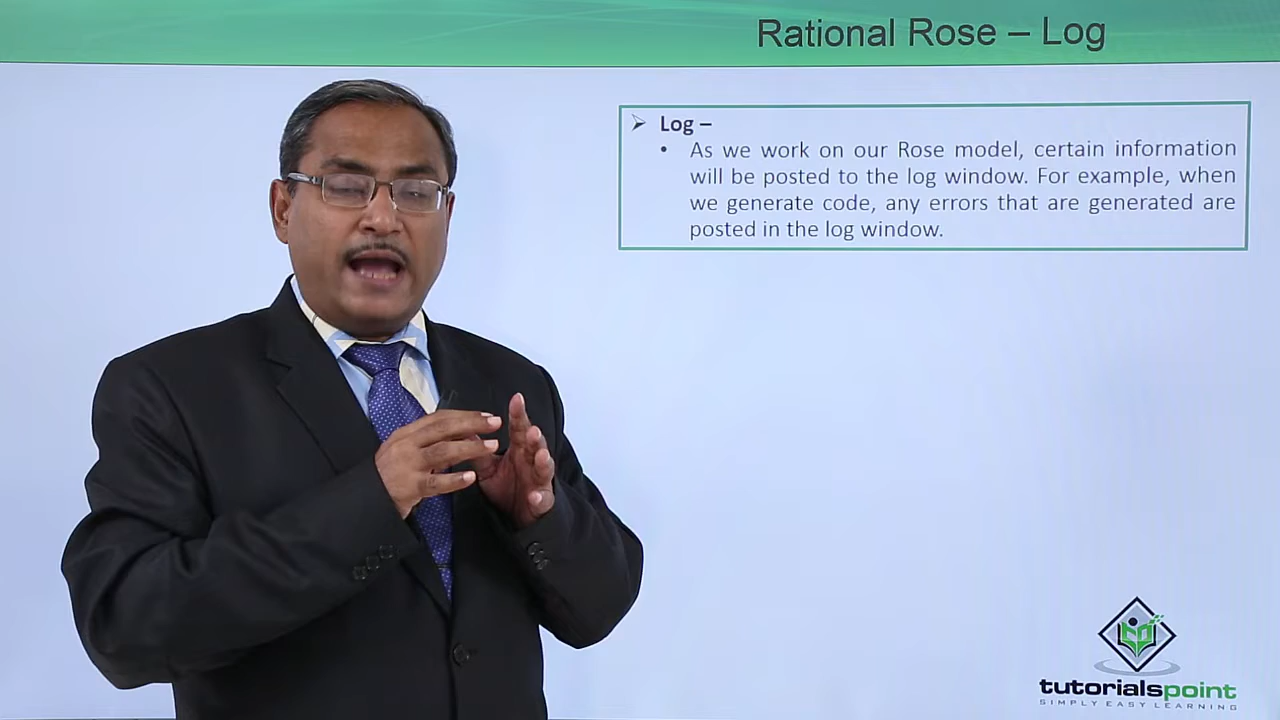 Rational Rose – Log
➢ Log –
• As we work on our Rose model, certain information
will be posted to the log window. For example, when
we generate code, any errors that are generated are
posted in the log window.
tutorialspoint
SIMPLY EASY LEARNING